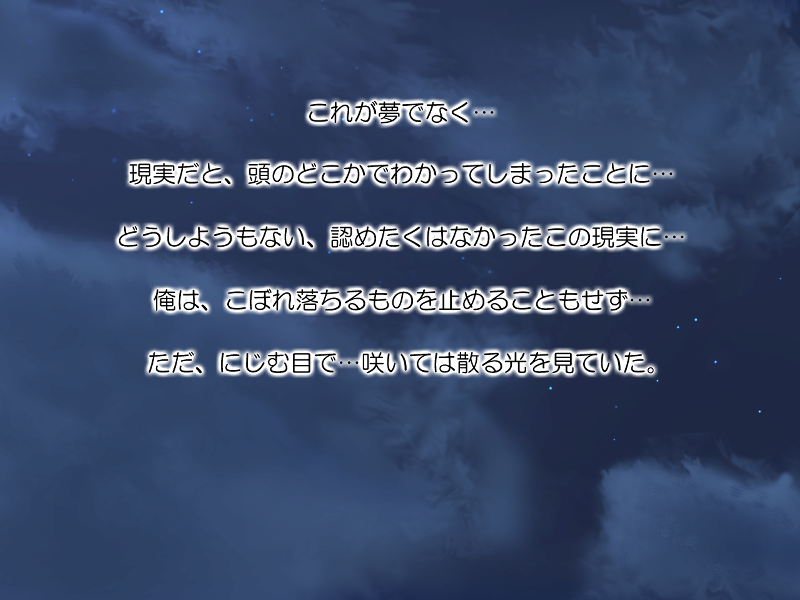 これが夢でなく…
現実だと、頭のどこかでわかってしまったことに…
どうしようもない、認めたくはなかったこの現実に…
俺は、こぼれ落ちるものを止めることもせず…
ただ、にじむ目で…咲いては散る光を見ていた。